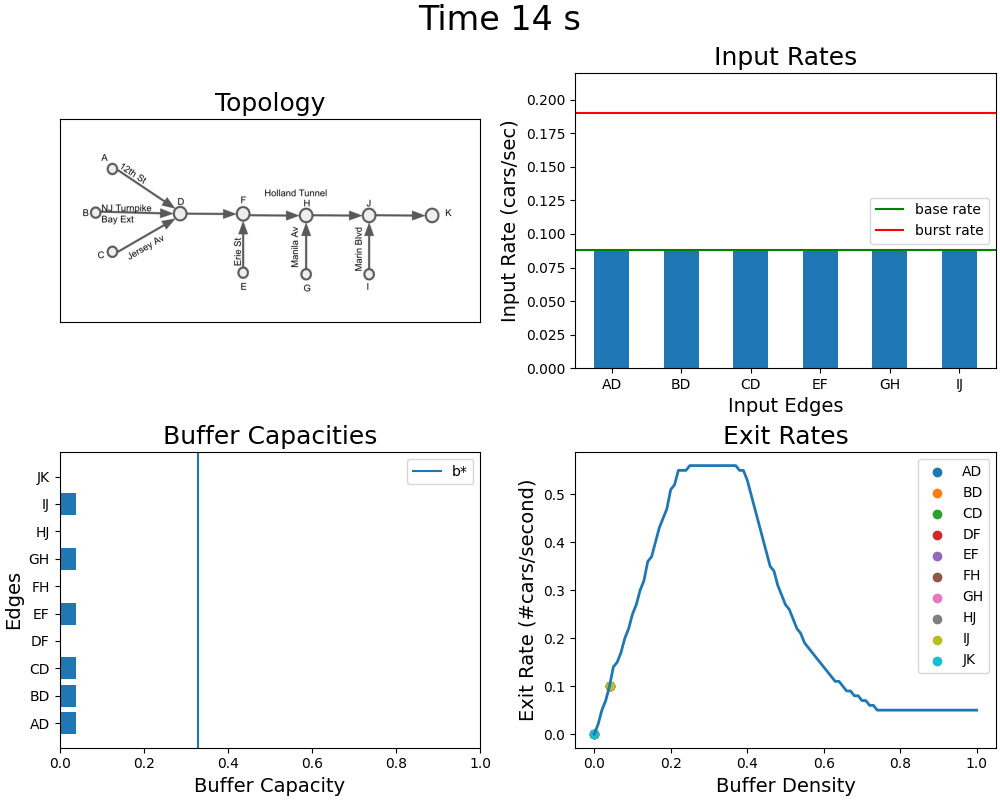 Time 14 s
Topology
A
12th St
B
NJ Turnpike
Bay Ext
C
Jersey Av
D
F
Holland Tunnel
H
J
K
Erie St
Manila Av
Marin Blvd
E
G
I
Input Rates
Input Rate (cars/sec)
0.200
0.175
0.150
0.125
0.100
0.075
0.050
0.025
0.000
base rate
burst rate
AD BD CD EF GH IJ
Input Edges
Buffer Capacities
Edges
JK
IJ
HJ
GH
FH
EF
DF
CD
BD
AD
b*
0.0 0.2 0.4 0.6 0.8 1.0
Buffer Capacity
Exit Rates
Exit Rate (#cars/second)
0.5
0.4
0.3
0.2
0.1
0.0
AD
BD
CD
DF
EF
FH
GH
HJ
IJ
JK
0.0 0.2 0.4 0.6 0.8 1.0
Buffer Density